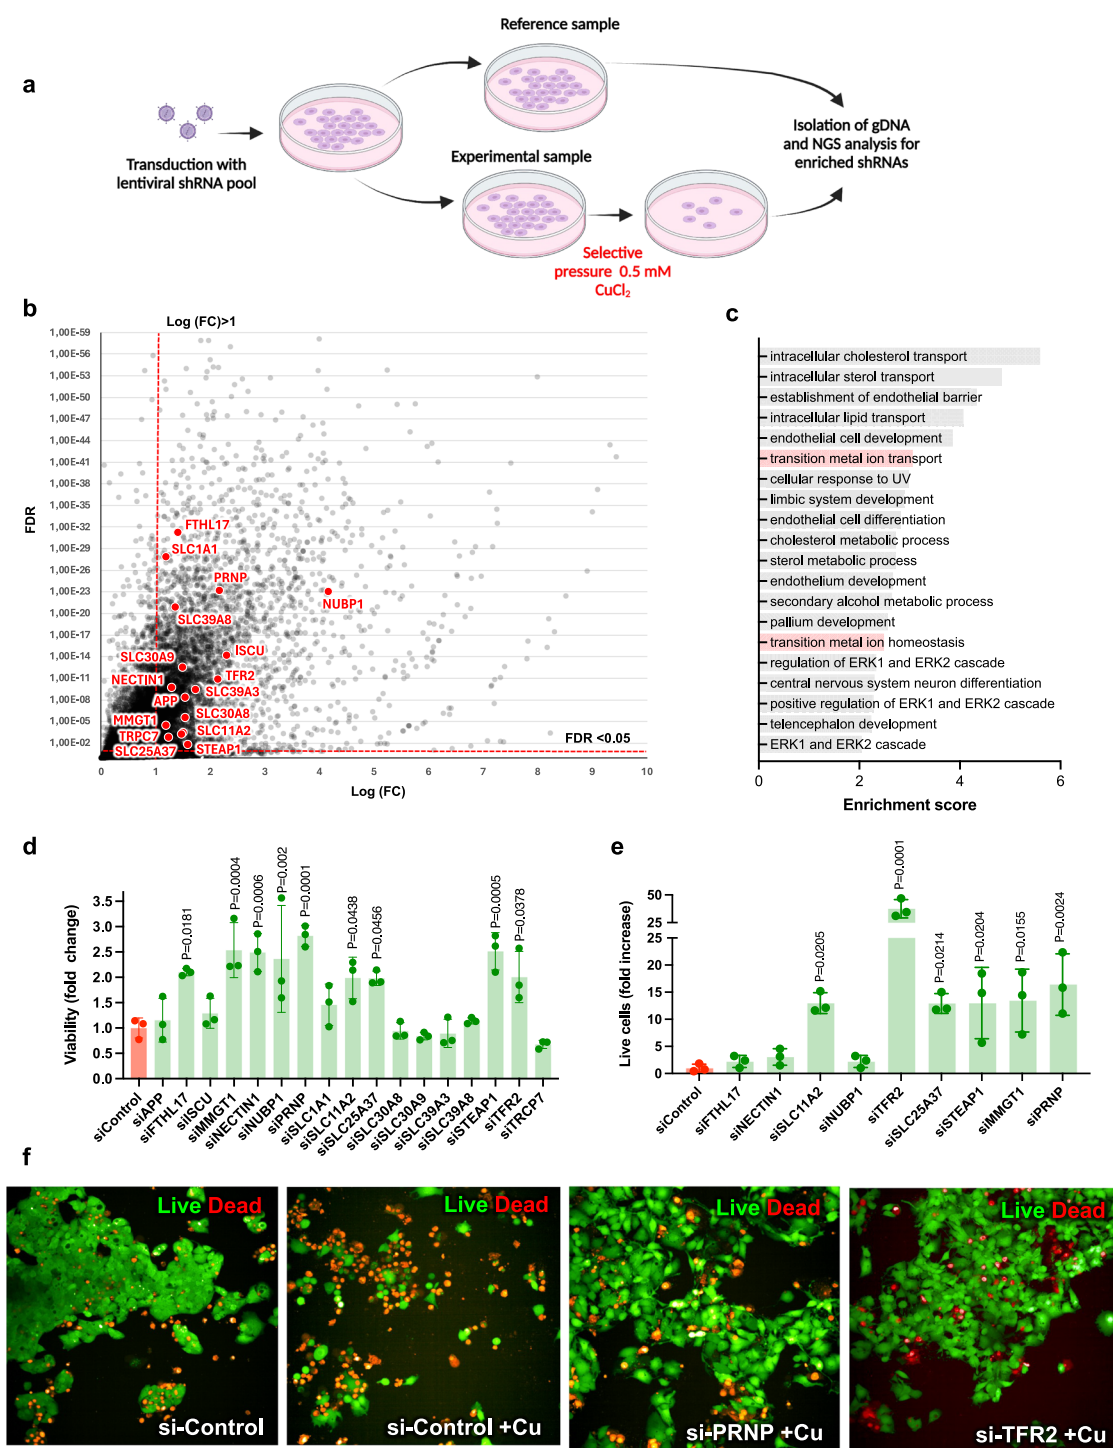 a
Reference sample
Transduction with
lentiviral shRNA pool
Experimental sample
Selective
pressure 0.5 mM
CuCl₂
Isolation of gDNA
and NGS analysis for
enriched shRNAs
b
Log (FC)>1
FDR
1,00E-59
1,00E-56
1,00E-53
1,00E-50
1,00E-47
1,00E-44
1,00E-41
1,00E-38
1,00E-35
1,00E-32
1,00E-29
1,00E-26
1,00E-23
1,00E-20
1,00E-17
1,00E-14
1,00E-11
1,00E-08
1,00E-05
1,00E-02
FTHL17
SLC1A1
PRNP
NUBP1
SLC39A8
ISCU
SLC30A9
TFR2
NECTIN1
SLC39A3
APP
SLC30A8
MMGT1
SLC11A2
TRPC7
SLC25A37
STEAP1
FDR <0.05
0 1 2 3 4 5 6 7 8 9 10
Log (FC)
c
intracellular cholesterol transport
intracellular sterol transport
establishment of endothelial barrier
intracellular lipid transport
endothelial cell development
transition metal ion transport
cellular response to UV
limbic system development
endothelial cell differentiation
cholesterol metabolic process
sterol metabolic process
endothelium development
secondary alcohol metabolic process
pallium development
transition metal ion homeostasis
regulation of ERK1 and ERK2 cascade
central nervous system neuron differentiation
positive regulation of ERK1 and ERK2 cascade
telencephalon development
ERK1 and ERK2 cascade
0 2 4 6
Enrichment score
d
Viability (fold change)
3.5
3.0
2.5
2.0
1.5
1.0
0.5
0.0
P=0.0181
P=0.0004
P=0.0006
P=0.002
P=0.0001
P=0.0438
P=0.0456
P=0.0005
P=0.0378
siControl
siAPP
siFTHL17
siISCU
siMMGT1
siNECTIN1
siNUBP1
siPRNP
siSLC1A1
siSLC11A2
siSLC25A37
siSLC30A8
siSLC30A9
siSLC39A3
siSLC39A8
siSTEAP1
siTFR2
siTRCP7
e
Live cells (fold increase)
50
25
25
20
15
10
5
0
P=0.0205
P=0.0001
P=0.0214
P=0.0204
P=0.0155
P=0.0024
siControl
siFTHL17
siNECTIN1
siSLC11A2
siNUBP1
siTFR2
siSLC25A37
siSTEAP1
siMMGT1
siPRNP
f
Live Dead
si-Control
Live Dead
si-Control +Cu
Live Dead
si-PRNP +Cu
Live Dead
si-TFR2 +Cu